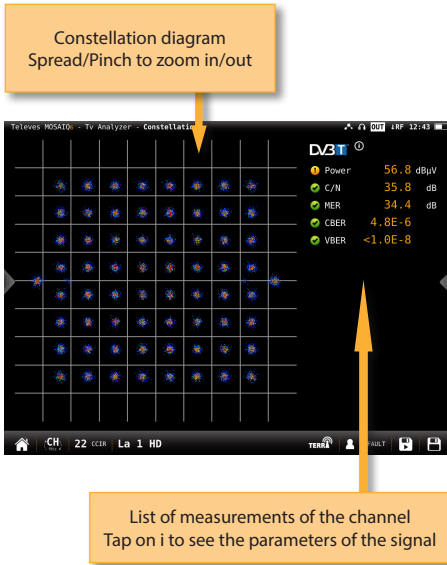 Constellation diagram
Spread/Pinch to zoom in/out
Televes MOSAIQ6 - Tv Analyzer - Constellatio
OUT ↓RF 12:43
DVB T i
Power 56.8 dBµV
C/N 35.8 dB
MER 34.4 dB
CBER 4.8E-6
VBER <1.0E-8
CH 22 CCIR La 1 HD TERR AULT
List of measurements of the channel
Tap on i to see the parameters of the signal